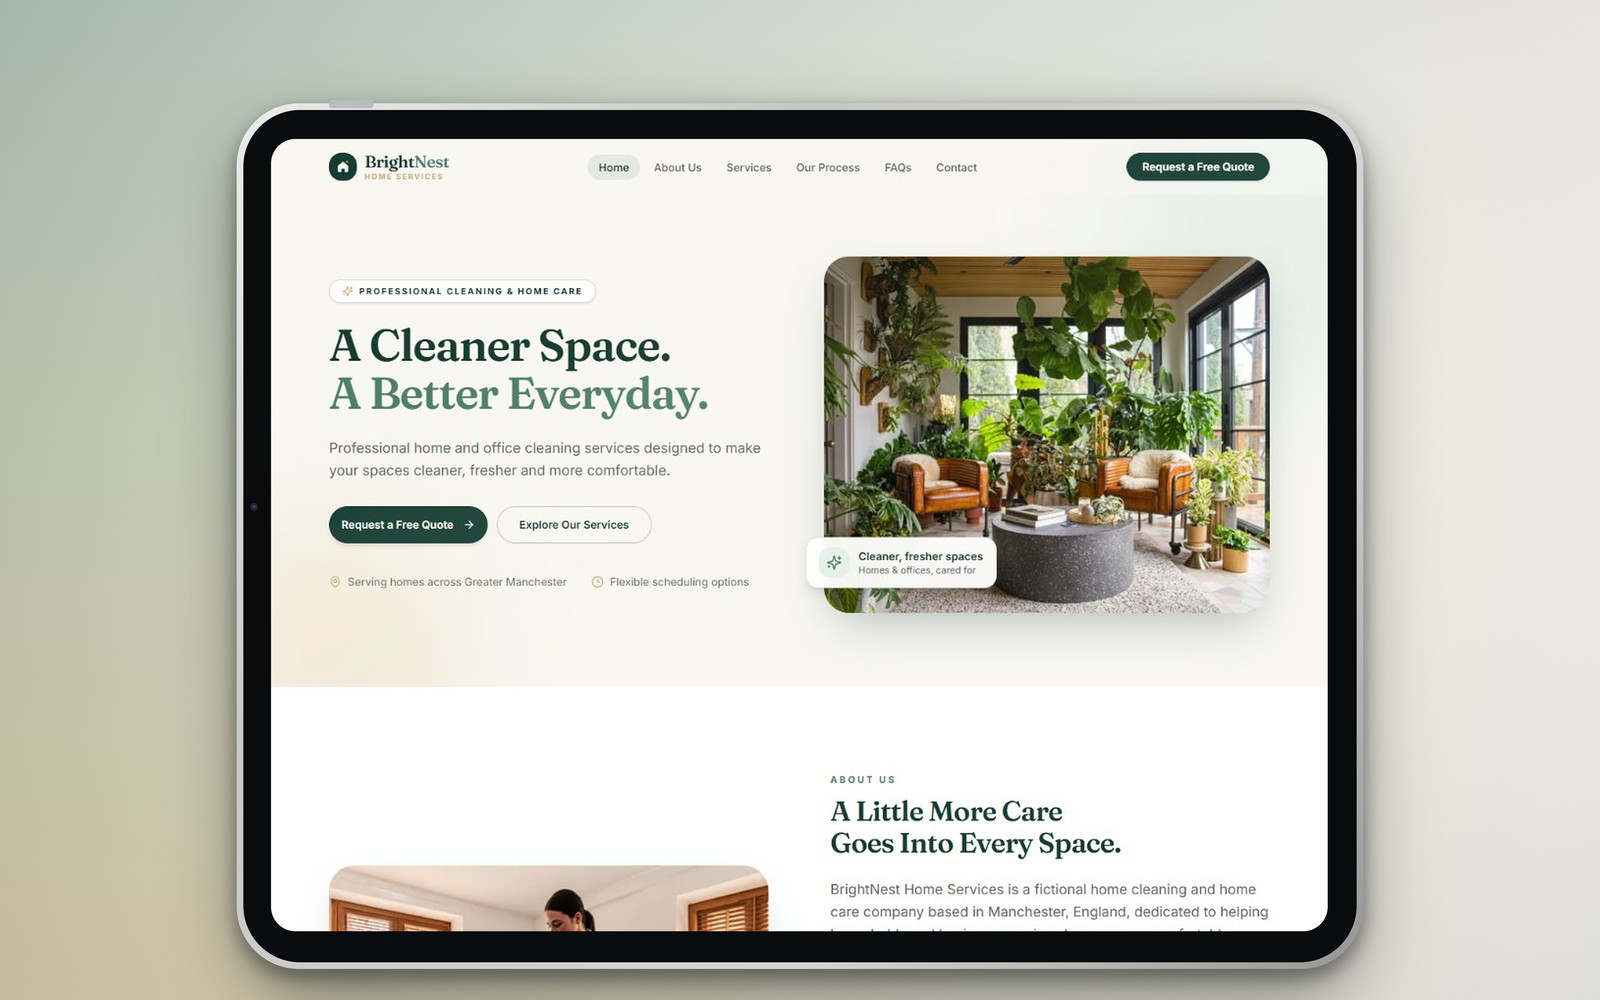 BrightNest
HOME SERVICES
Home
About Us
Services
Our Process
FAQs
Contact
Request a Free Quote
PROFESSIONAL CLEANING & HOME CARE
A Cleaner Space.
A Better Everyday.
Professional home and office cleaning services designed to make
your spaces cleaner, fresher and more comfortable.
Request a Free Quote
Explore Our Services
Serving homes across Greater Manchester
Flexible scheduling options
Cleaner, fresher spaces
Homes & offices, cared for
ABOUT US
A Little More Care
Goes Into Every Space.
BrightNest Home Services is a fictional home cleaning and home
care company based in Manchester, England, dedicated to helping